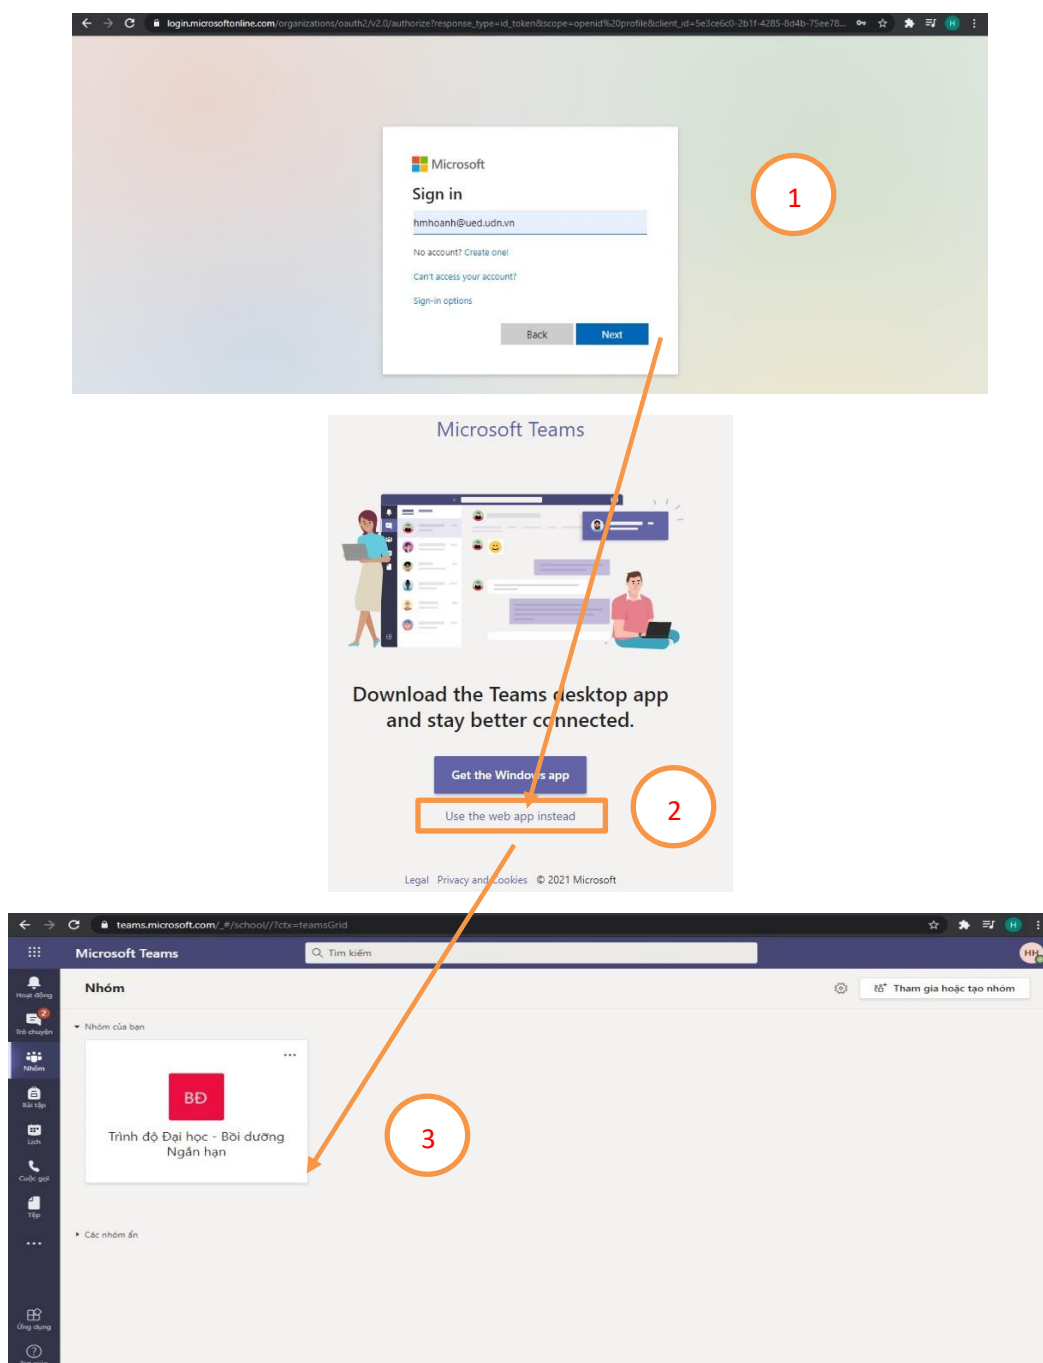 login.microsoftonline.com/organizations/oauth2/v2.0/authorize?response_type=id_token&scope=openid%20profile&client_id=5e3ce6c0-2b1f-4285-8d4b-75ee78...
H
Microsoft
Sign in
hmhoanh@ued.udn.vn
No account? Create one!
Can't access your account?
Sign-in options
Back
Next
1
Microsoft Teams
Download the Teams desktop app
and stay better connected.
Get the Windows app
Use the web app instead
2
Legal Privacy and Cookies © 2021 Microsoft
teams.microsoft.com/_#/school//?ctx=teamsGrid
H
Microsoft Teams
Tìm kiếm
HH
Hoạt động
Nhóm
Tham gia hoặc tạo nhóm
2
Trò chuyện
Nhóm của bạn
Nhóm
BĐ
Bài tập
Trình độ Đại học - Bồi dưỡng
Ngắn hạn
3
Lịch
Cuộc gọi
Tệp
Các nhóm ẩn
Ứng dụng